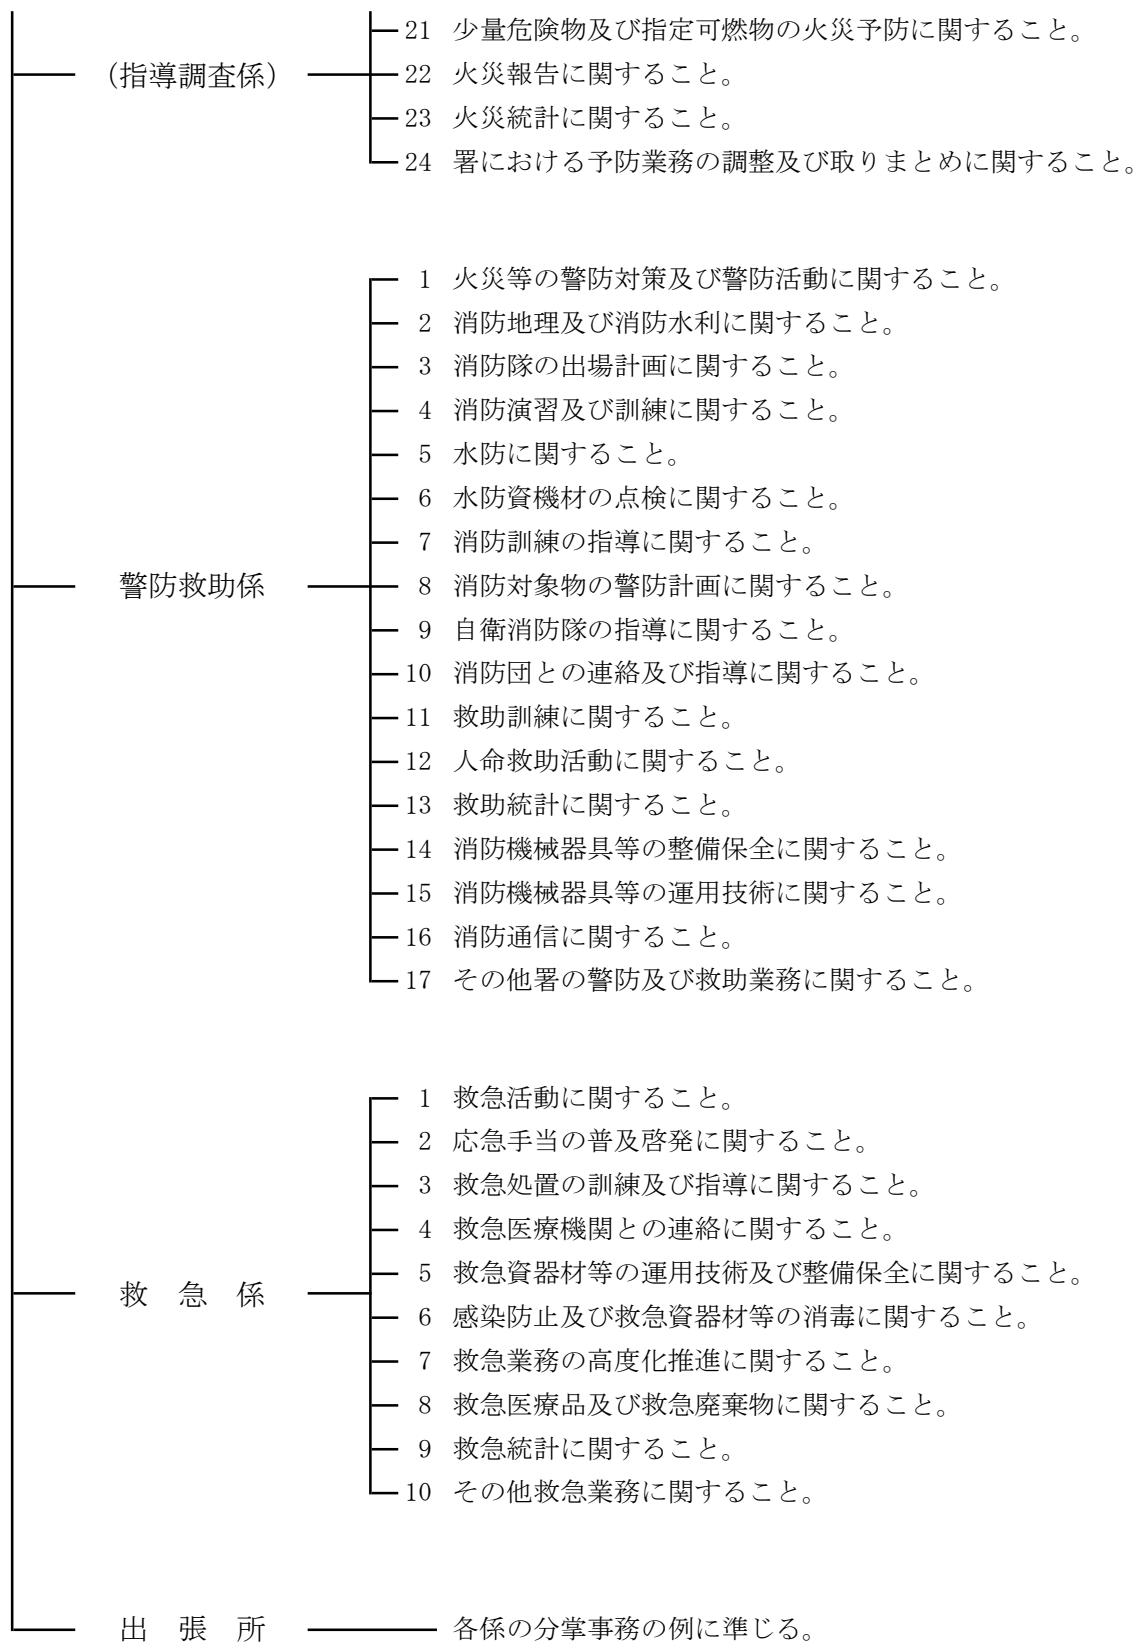 21 少量危険物及び指定可燃物の火災予防に関すること。
(指導調査係)
22 火災報告に関すること。
23 火災統計に関すること。
24 署における予防業務の調整及び取りまとめに関すること。
1 火災等の警防対策及び警防活動に関すること。
2 消防地理及び消防水利に関すること。
3 消防隊の出場計画に関すること。
4 消防演習及び訓練に関すること。
5 水防に関すること。
6 水防資機材の点検に関すること。
7 消防訓練の指導に関すること。
警防救助係
8 消防対象物の警防計画に関すること。
9 自衛消防隊の指導に関すること。
10 消防団との連絡及び指導に関すること。
11 救助訓練に関すること。
12 人命救助活動に関すること。
13 救助統計に関すること。
14 消防機械器具等の整備保全に関すること。
15 消防機械器具等の運用技術に関すること。
16 消防通信に関すること。
17 その他署の警防及び救助業務に関すること。
1 救急活動に関すること。
2 応急手当の普及啓発に関すること。
3 救急処置の訓練及び指導に関すること。
4 救急医療機関との連絡に関すること。
5 救急資器材等の運用技術及び整備保全に関すること。
救 急 係
6 感染防止及び救急資器材等の消毒に関すること。
7 救急業務の高度化推進に関すること。
8 救急医療品及び救急廃棄物に関すること。
9 救急統計に関すること。
10 その他救急業務に関すること。
出 張 所 各係の分掌事務の例に準じる。